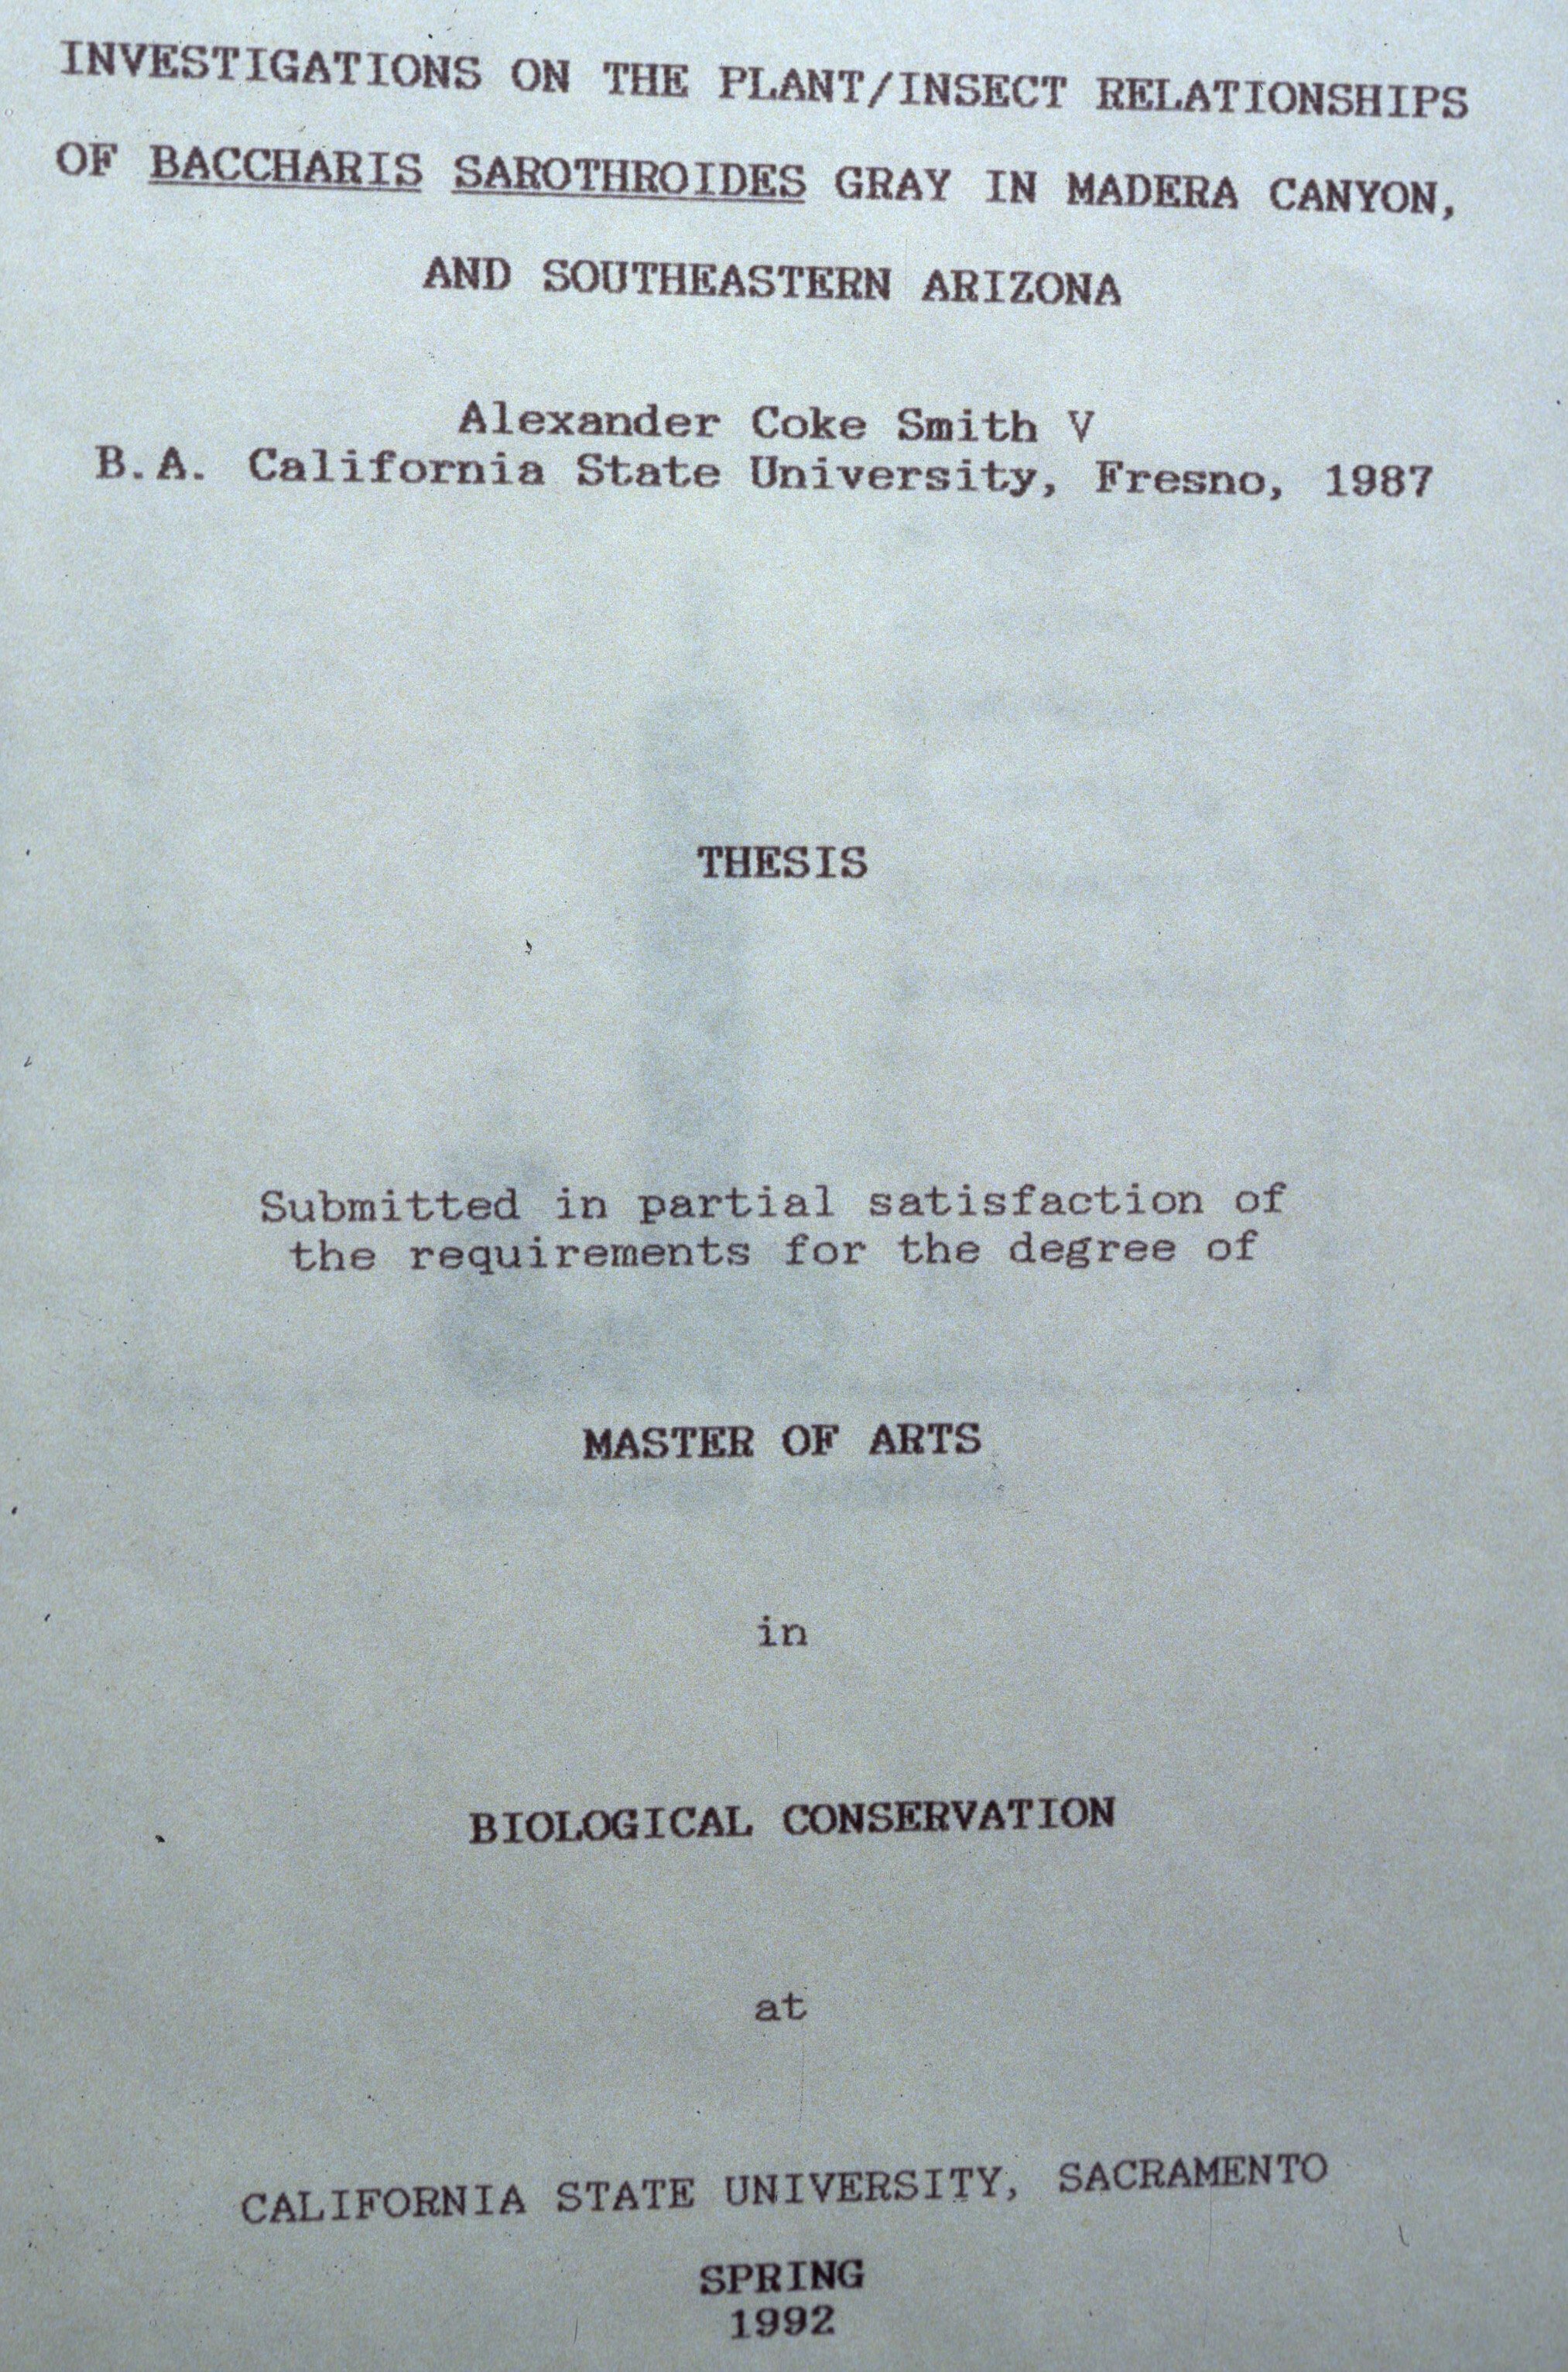 INVESTIGATIONS ON THE PLANT/INSECT RELATIONSHIPS
OF BACCHARIS SAROTHROIDES GRAY IN MADERA CANYON,
AND SOUTHEASTERN ARIZONA
Alexander Coke Smith V
B.A. California State University, Fresno, 1987
THESIS
Submitted in partial satisfaction of
the requirements for the degree of
MASTER OF ARTS
in
BIOLOGICAL CONSERVATION
at
CALIFORNIA STATE UNIVERSITY, SACRAMENTO
SPRING
1992